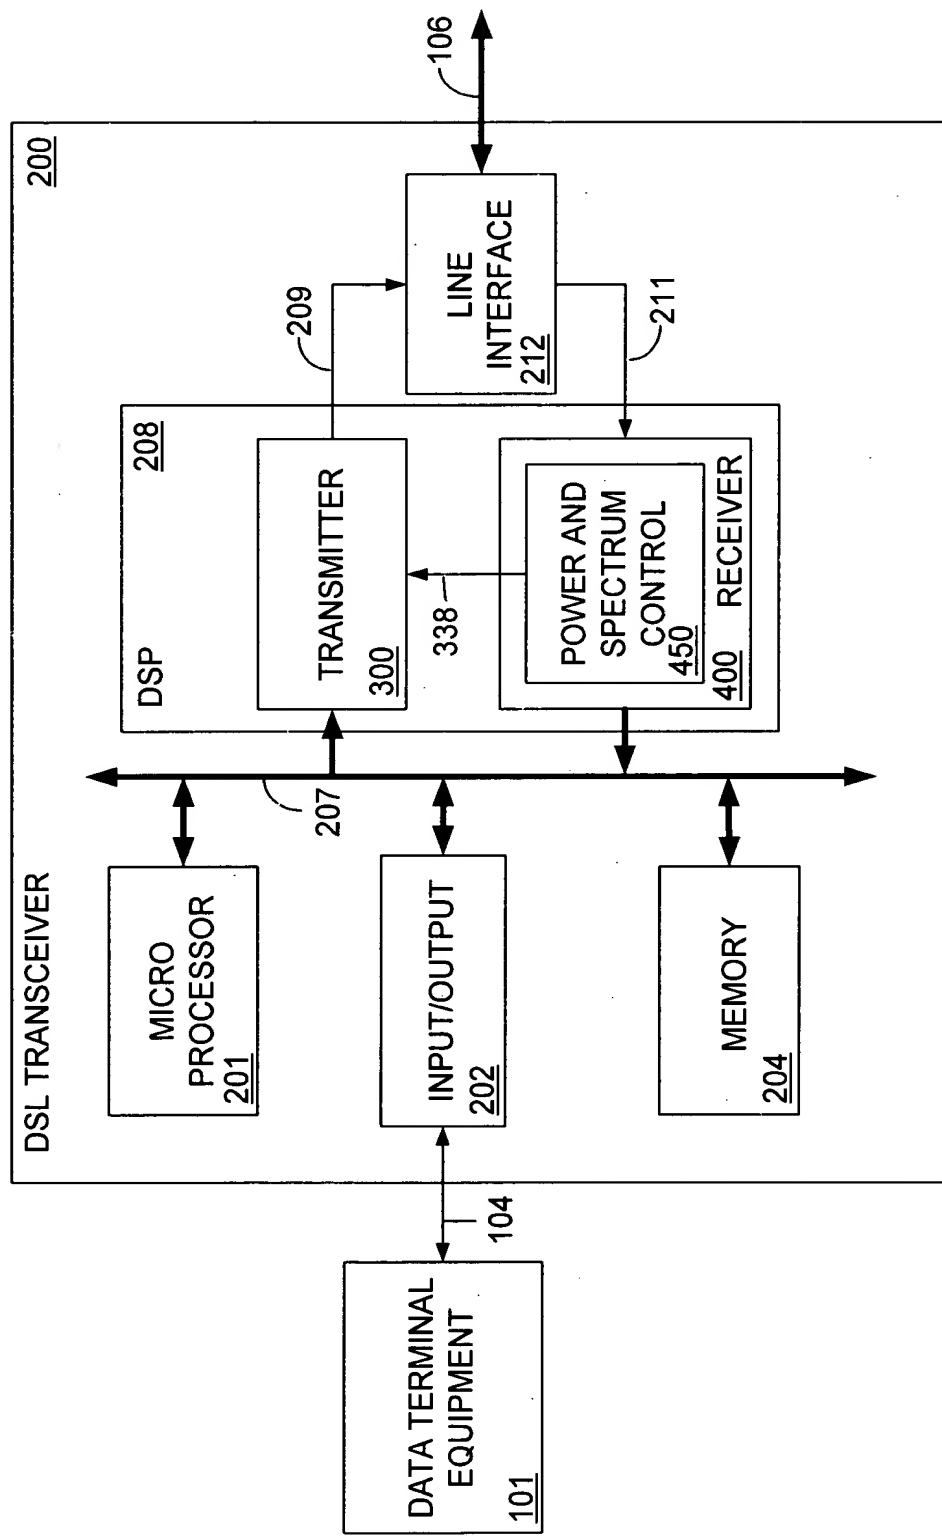 DSL TRANSCEIVER
200
MICRO
PROCESSOR
201
207
DSP
208
TRANSMITTER
300
209
106
DATA TERMINAL
EQUIPMENT
101
104
INPUT/OUTPUT
202
338
LINE
INTERFACE
212
POWER AND
SPECTRUM
CONTROL
450
400
RECEIVER
211
MEMORY
204